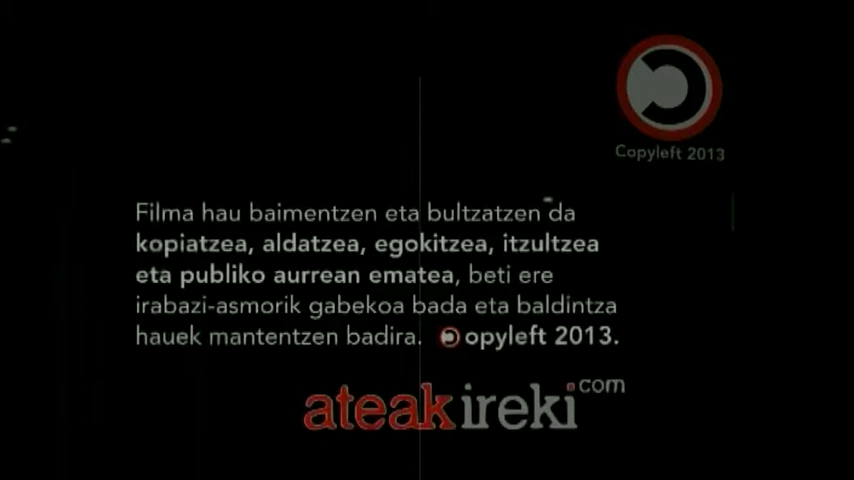 Copyleft 2013
Filma hau baimentzen eta bultzatzen da
kopiatzea, aldatzea, egokitzea, itzultzea
eta publiko aurrean ematea, beti ere
irabazi-asmorik gabekoa bada eta baldintza
hauek mantentzen badira. opyleft 2013.
ateakireki.com